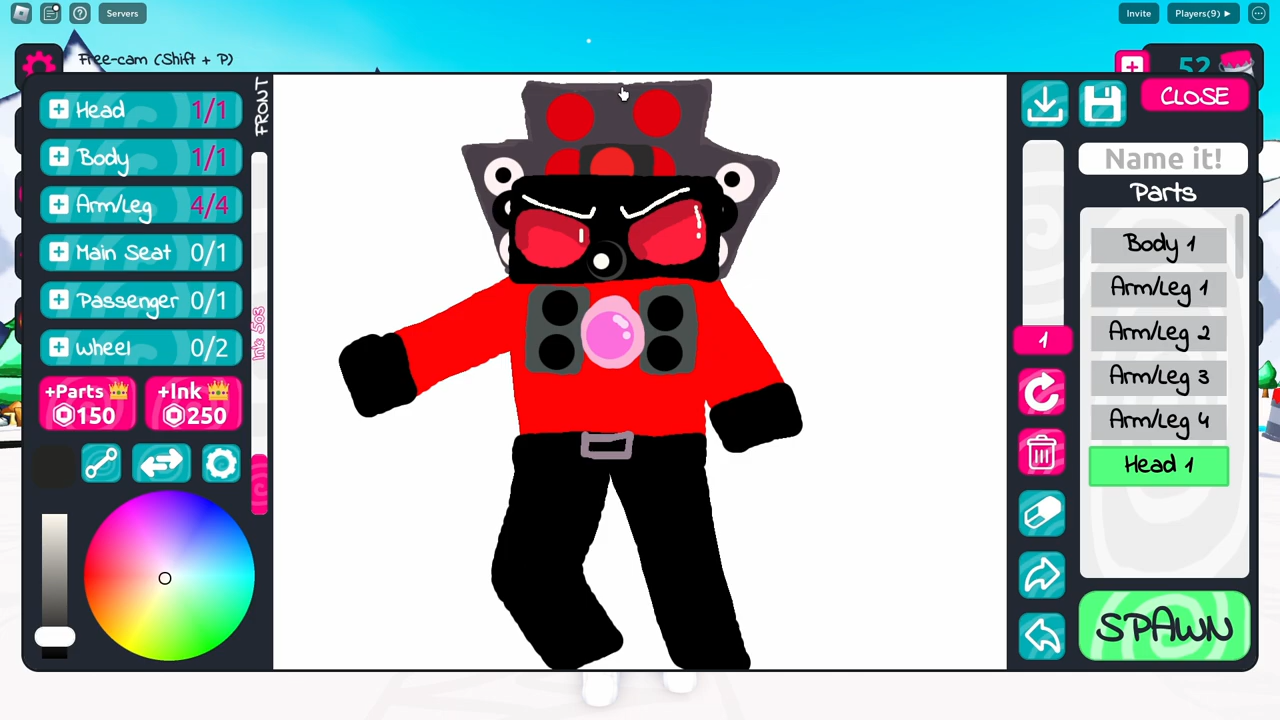 Servers
Invite
Players(9)
Free-cam (Shift + P)
52
Head 1/1
Body 1/1
Arm/Leg 4/4
Main Seat 0/1
Passenger 0/1
Wheel 0/2
+Parts 150
+Ink 250
FRONT
Ink 503
1
CLOSE
Name it!
Parts
Body 1
Arm/Leg 1
Arm/Leg 2
Arm/Leg 3
Arm/Leg 4
Head 1
SPAWN